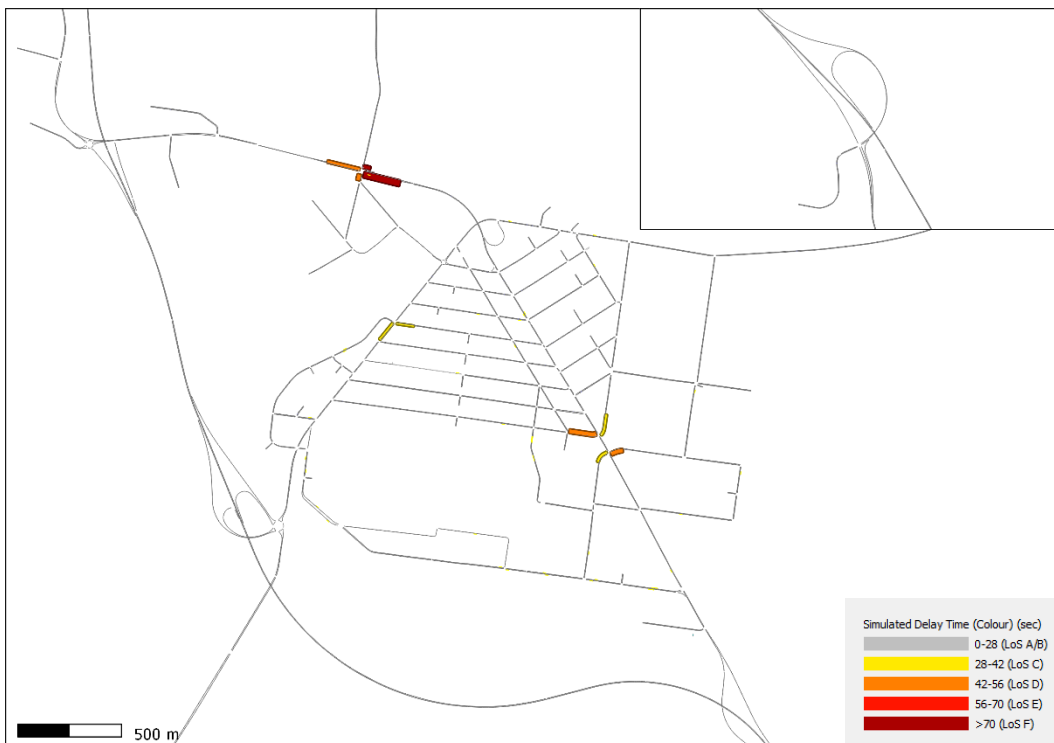 Simulated Delay Time (Colour) (sec)
0-28 (LoS A/B)
28-42 (LoS C)
42-56 (LoS D)
56-70 (LoS E)
>70 (LoS F)
500 m